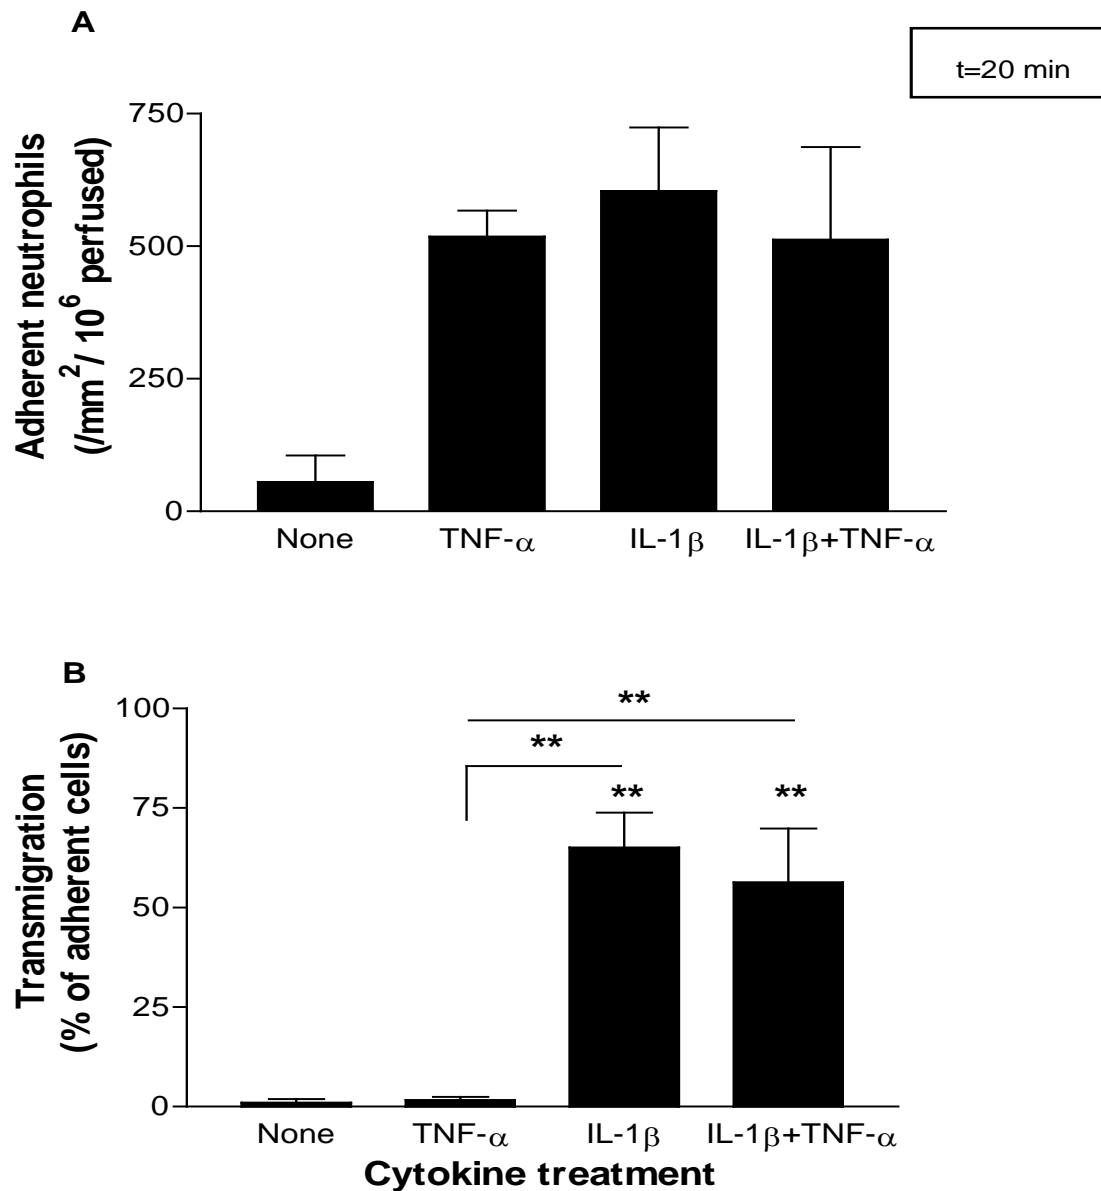 A
t=20 min
Adherent neutrophils
(/mm²/ 10⁶ perfused)
750
500
250
0
None TNF-α IL-1β IL-1β+TNF-α
B
Transmigration
(% of adherent cells)
100
75
50
25
0
**
**
** **
None TNF-α IL-1β IL-1β+TNF-α
Cytokine treatment